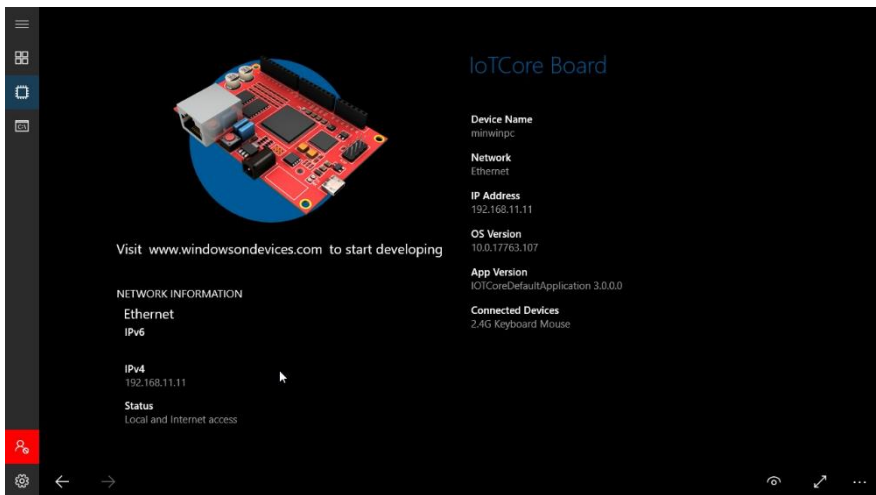 IoTCore Board
Device Name
minwinpc
Network
Ethernet
IP Address
192.168.11.11
OS Version
10.0.17763.107
App Version
IOTCoreDefaultApplication 3.0.0.0
Connected Devices
2.4G Keyboard Mouse
Visit www.windowsondevices.com to start developing
NETWORK INFORMATION
Ethernet
IPv6
IPv4
192.168.11.11
Status
Local and Internet access
C:\